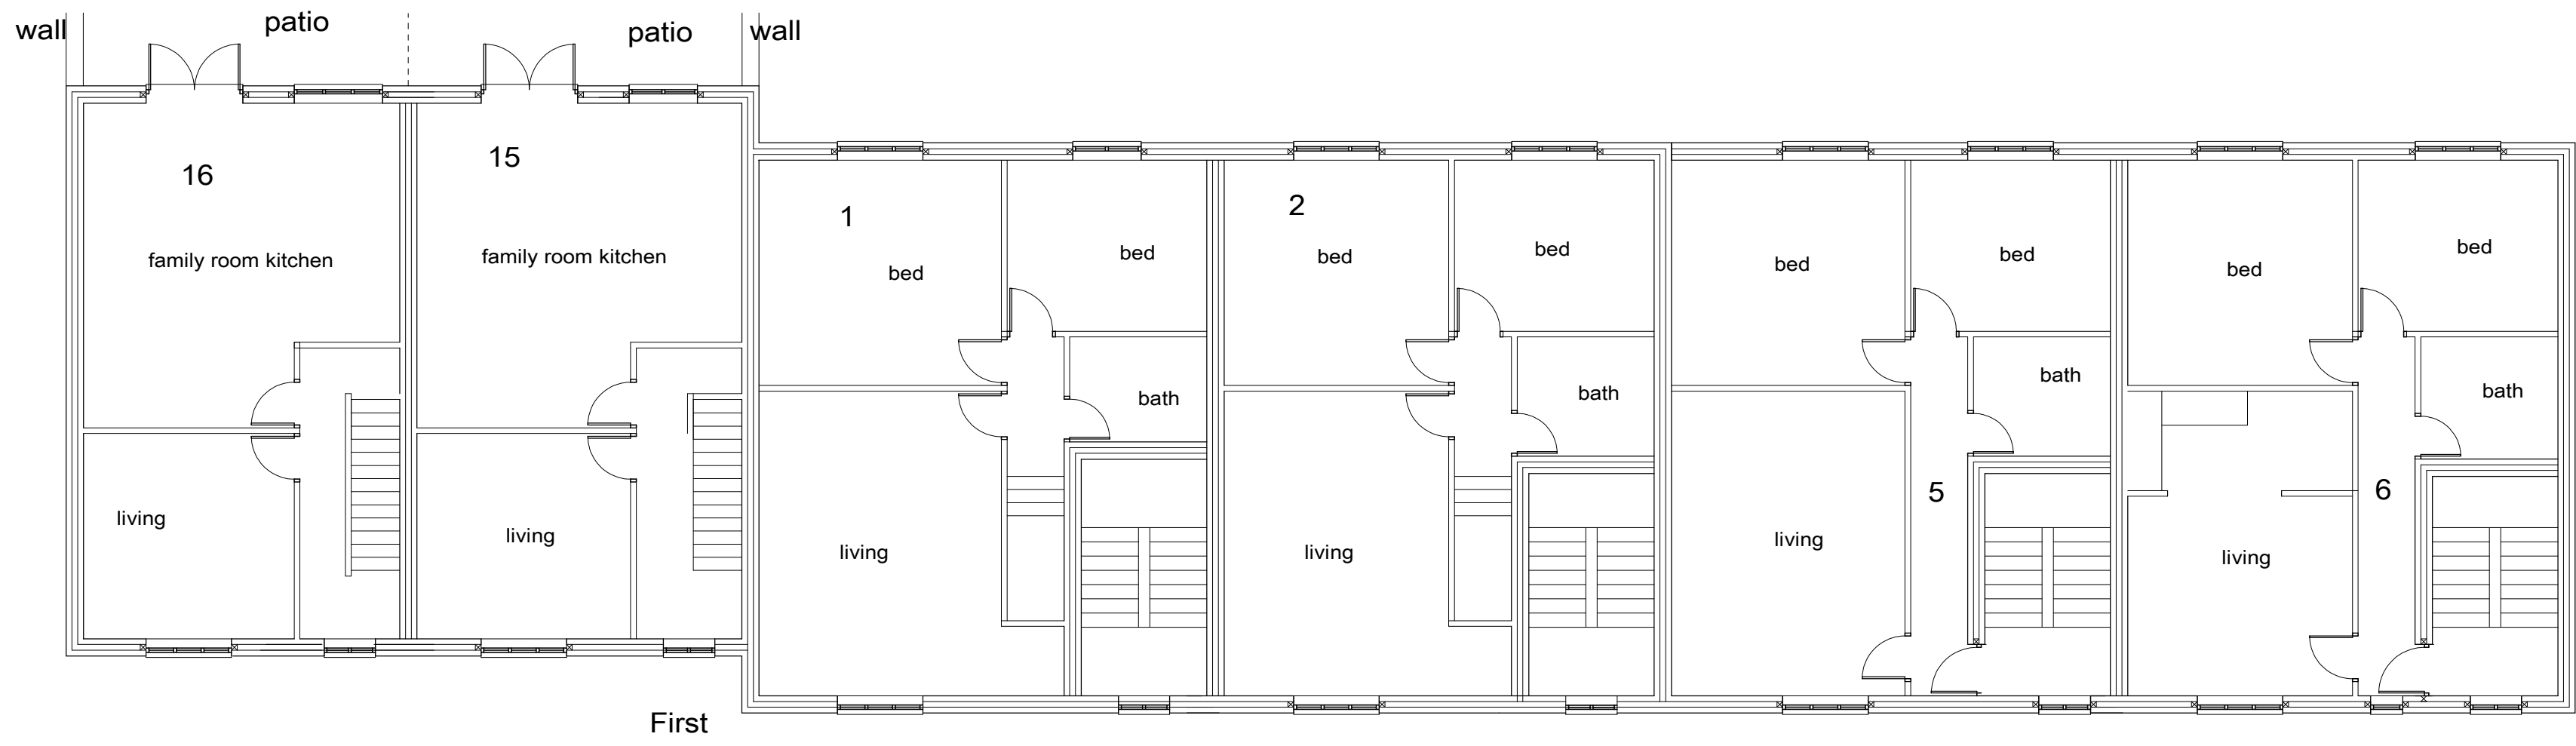 wall
patio
patio
wall
16
15
1
2
family room kitchen
family room kitchen
bed
bed
bed
bed
bed
bed
bed
bed
bath
bath
bath
bath
living
living
living
living
living
living
5
6
First